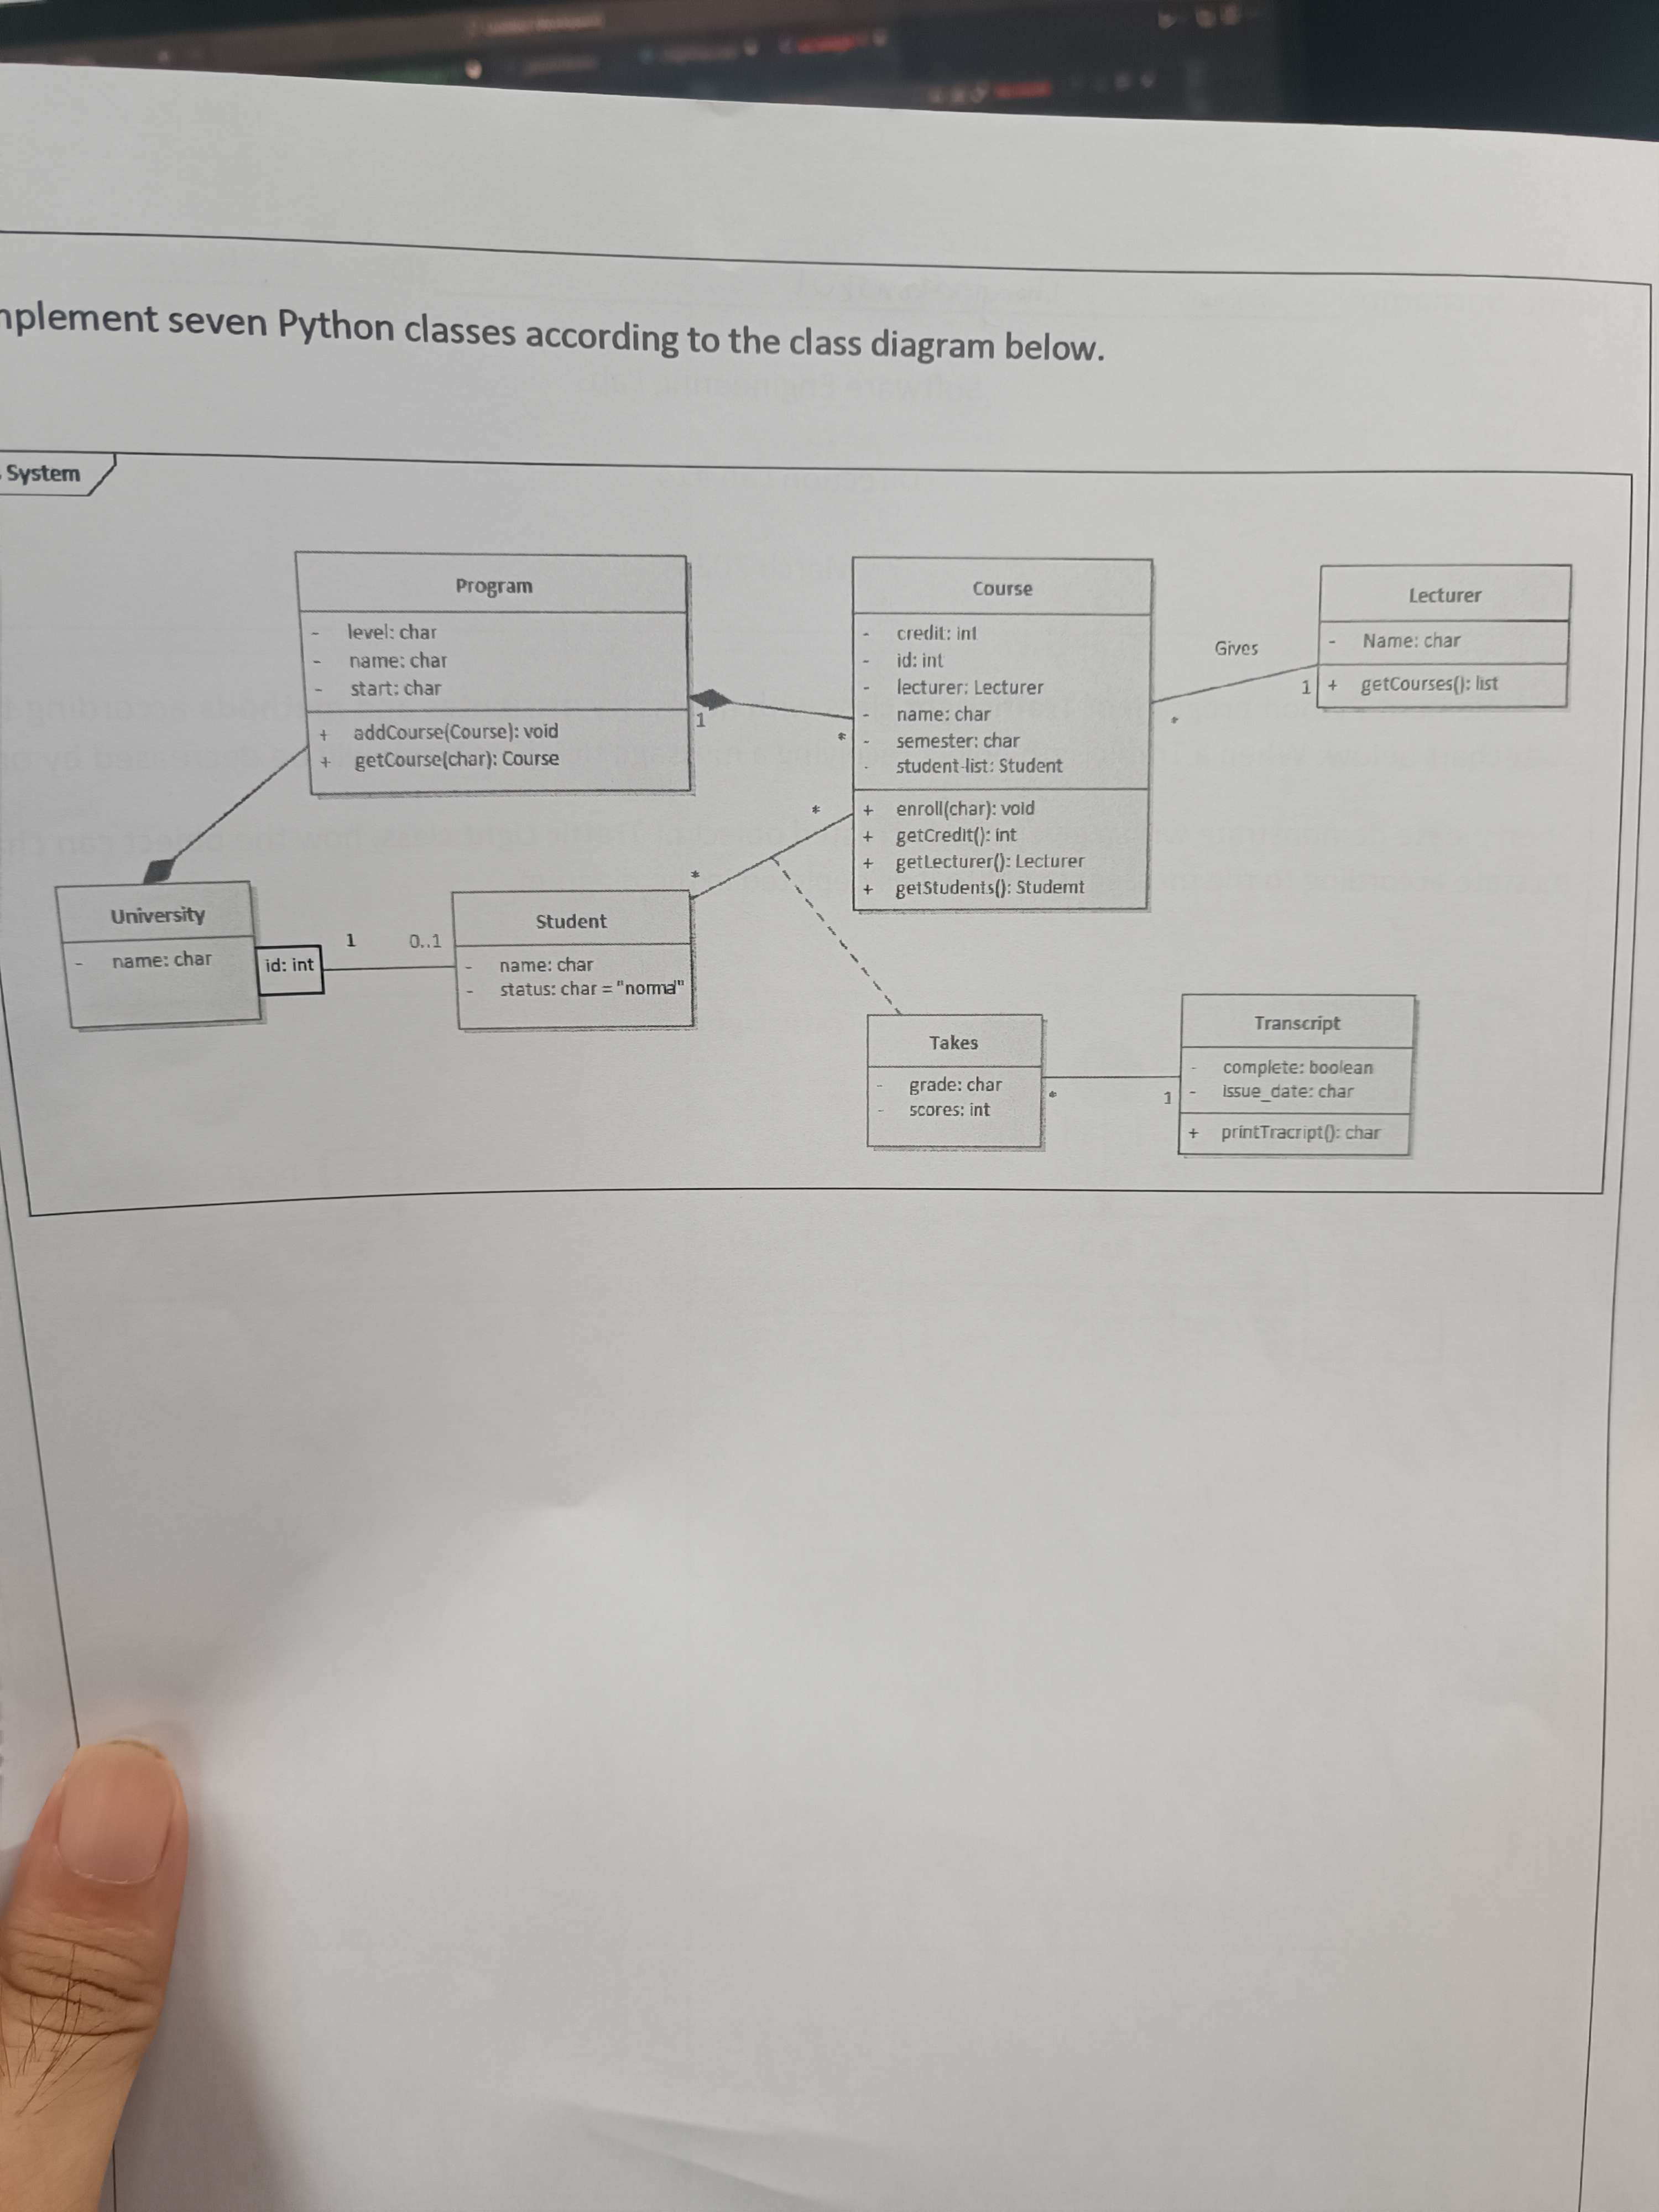 nplement seven Python classes according to the class diagram below.
System
Program
- level: char
- name: char
- start: char
+ addCourse(Course): void
+ getCourse(char): Course
1
*
Course
- credit: int
- id: int
- lecturer: Lecturer
- name: char
- semester: char
- student-list: Student
+ enroll(char): void
+ getCredit(): int
+ getLecturer(): Lecturer
+ getStudents(): Studemt
Gives
*
1
Lecturer
- Name: char
+ getCourses(): list
University
- name: char
id: int
1
0..1
Student
- name: char
- status: char = "normal"
*
*
Takes
- grade: char
- scores: int
*
1
Transcript
- complete: boolean
- issue_date: char
+ printTracript(): char